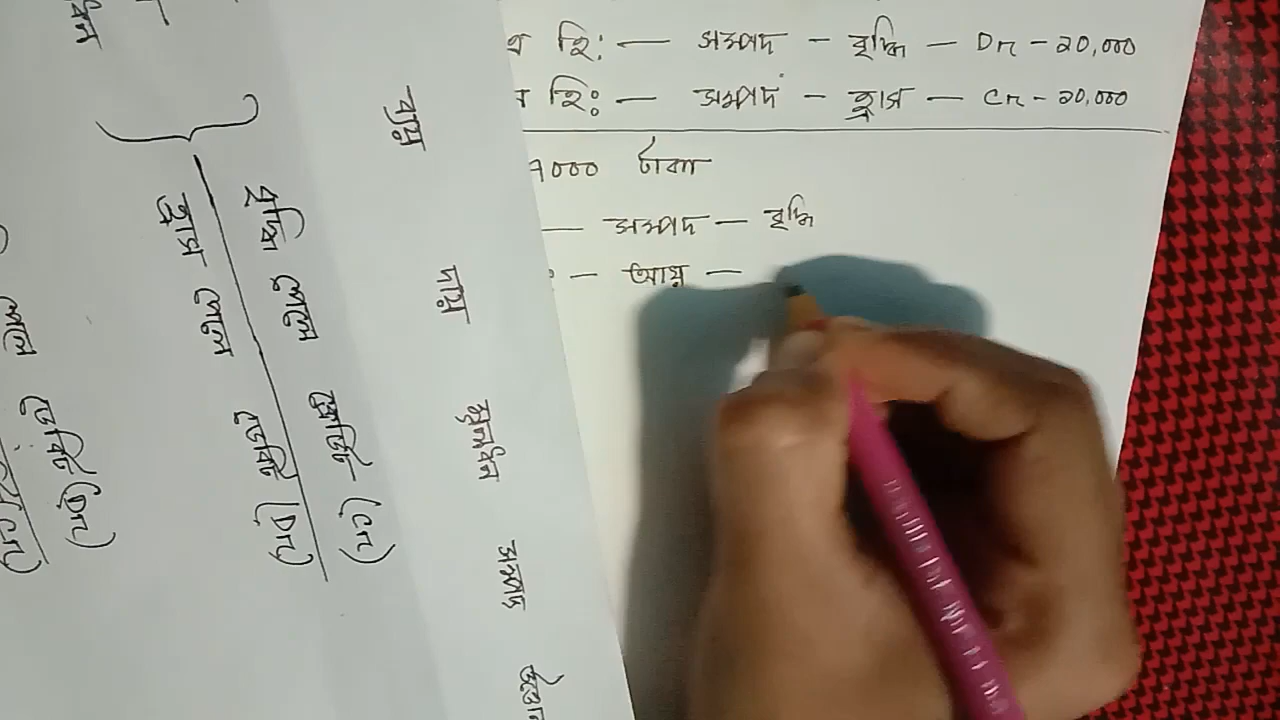 হিঃ — সম্পদ - বৃদ্ধি — Dr - ২০,০০০
হিঃ — সম্পদ - হ্রাস — Cr - ২০,০০০
৭০০০ টাকা
— সম্পদ — বৃদ্ধি
— আয় —
ব্যয়
দায়
মূলধন
সম্পদ
বৃদ্ধি পেলে ক্রেডিট (Cr)
হ্রাস পেলে ডেবিট (Dr)
পেলে ডেবিট (Dr)
(Cr)